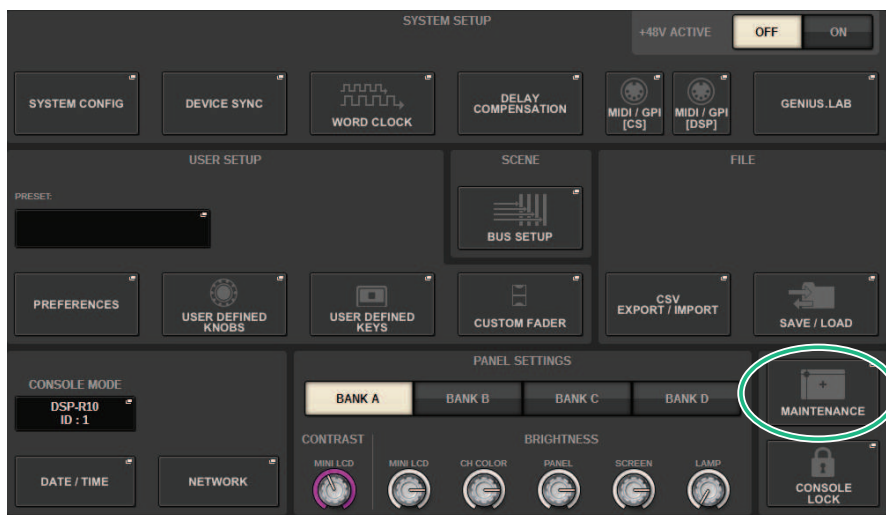 SYSTEM SETUP
+48V ACTIVE
OFF
ON
SYSTEM CONFIG
DEVICE SYNC
WORD CLOCK
DELAY
COMPENSATION
MIDI / GPI
[CS]
MIDI / GPI
[DSP]
GENIUS.LAB
USER SETUP
SCENE
FILE
PRESET:
BUS SETUP
PREFERENCES
USER DEFINED
KNOBS
USER DEFINED
KEYS
CUSTOM FADER
CSV
EXPORT / IMPORT
SAVE / LOAD
CONSOLE MODE
DSP-R10
ID : 1
PANEL SETTINGS
BANK A
BANK B
BANK C
BANK D
MAINTENANCE
CONTRAST
BRIGHTNESS
MINI LCD
MINI LCD
CH COLOR
PANEL
SCREEN
LAMP
DATE / TIME
NETWORK
CONSOLE
LOCK